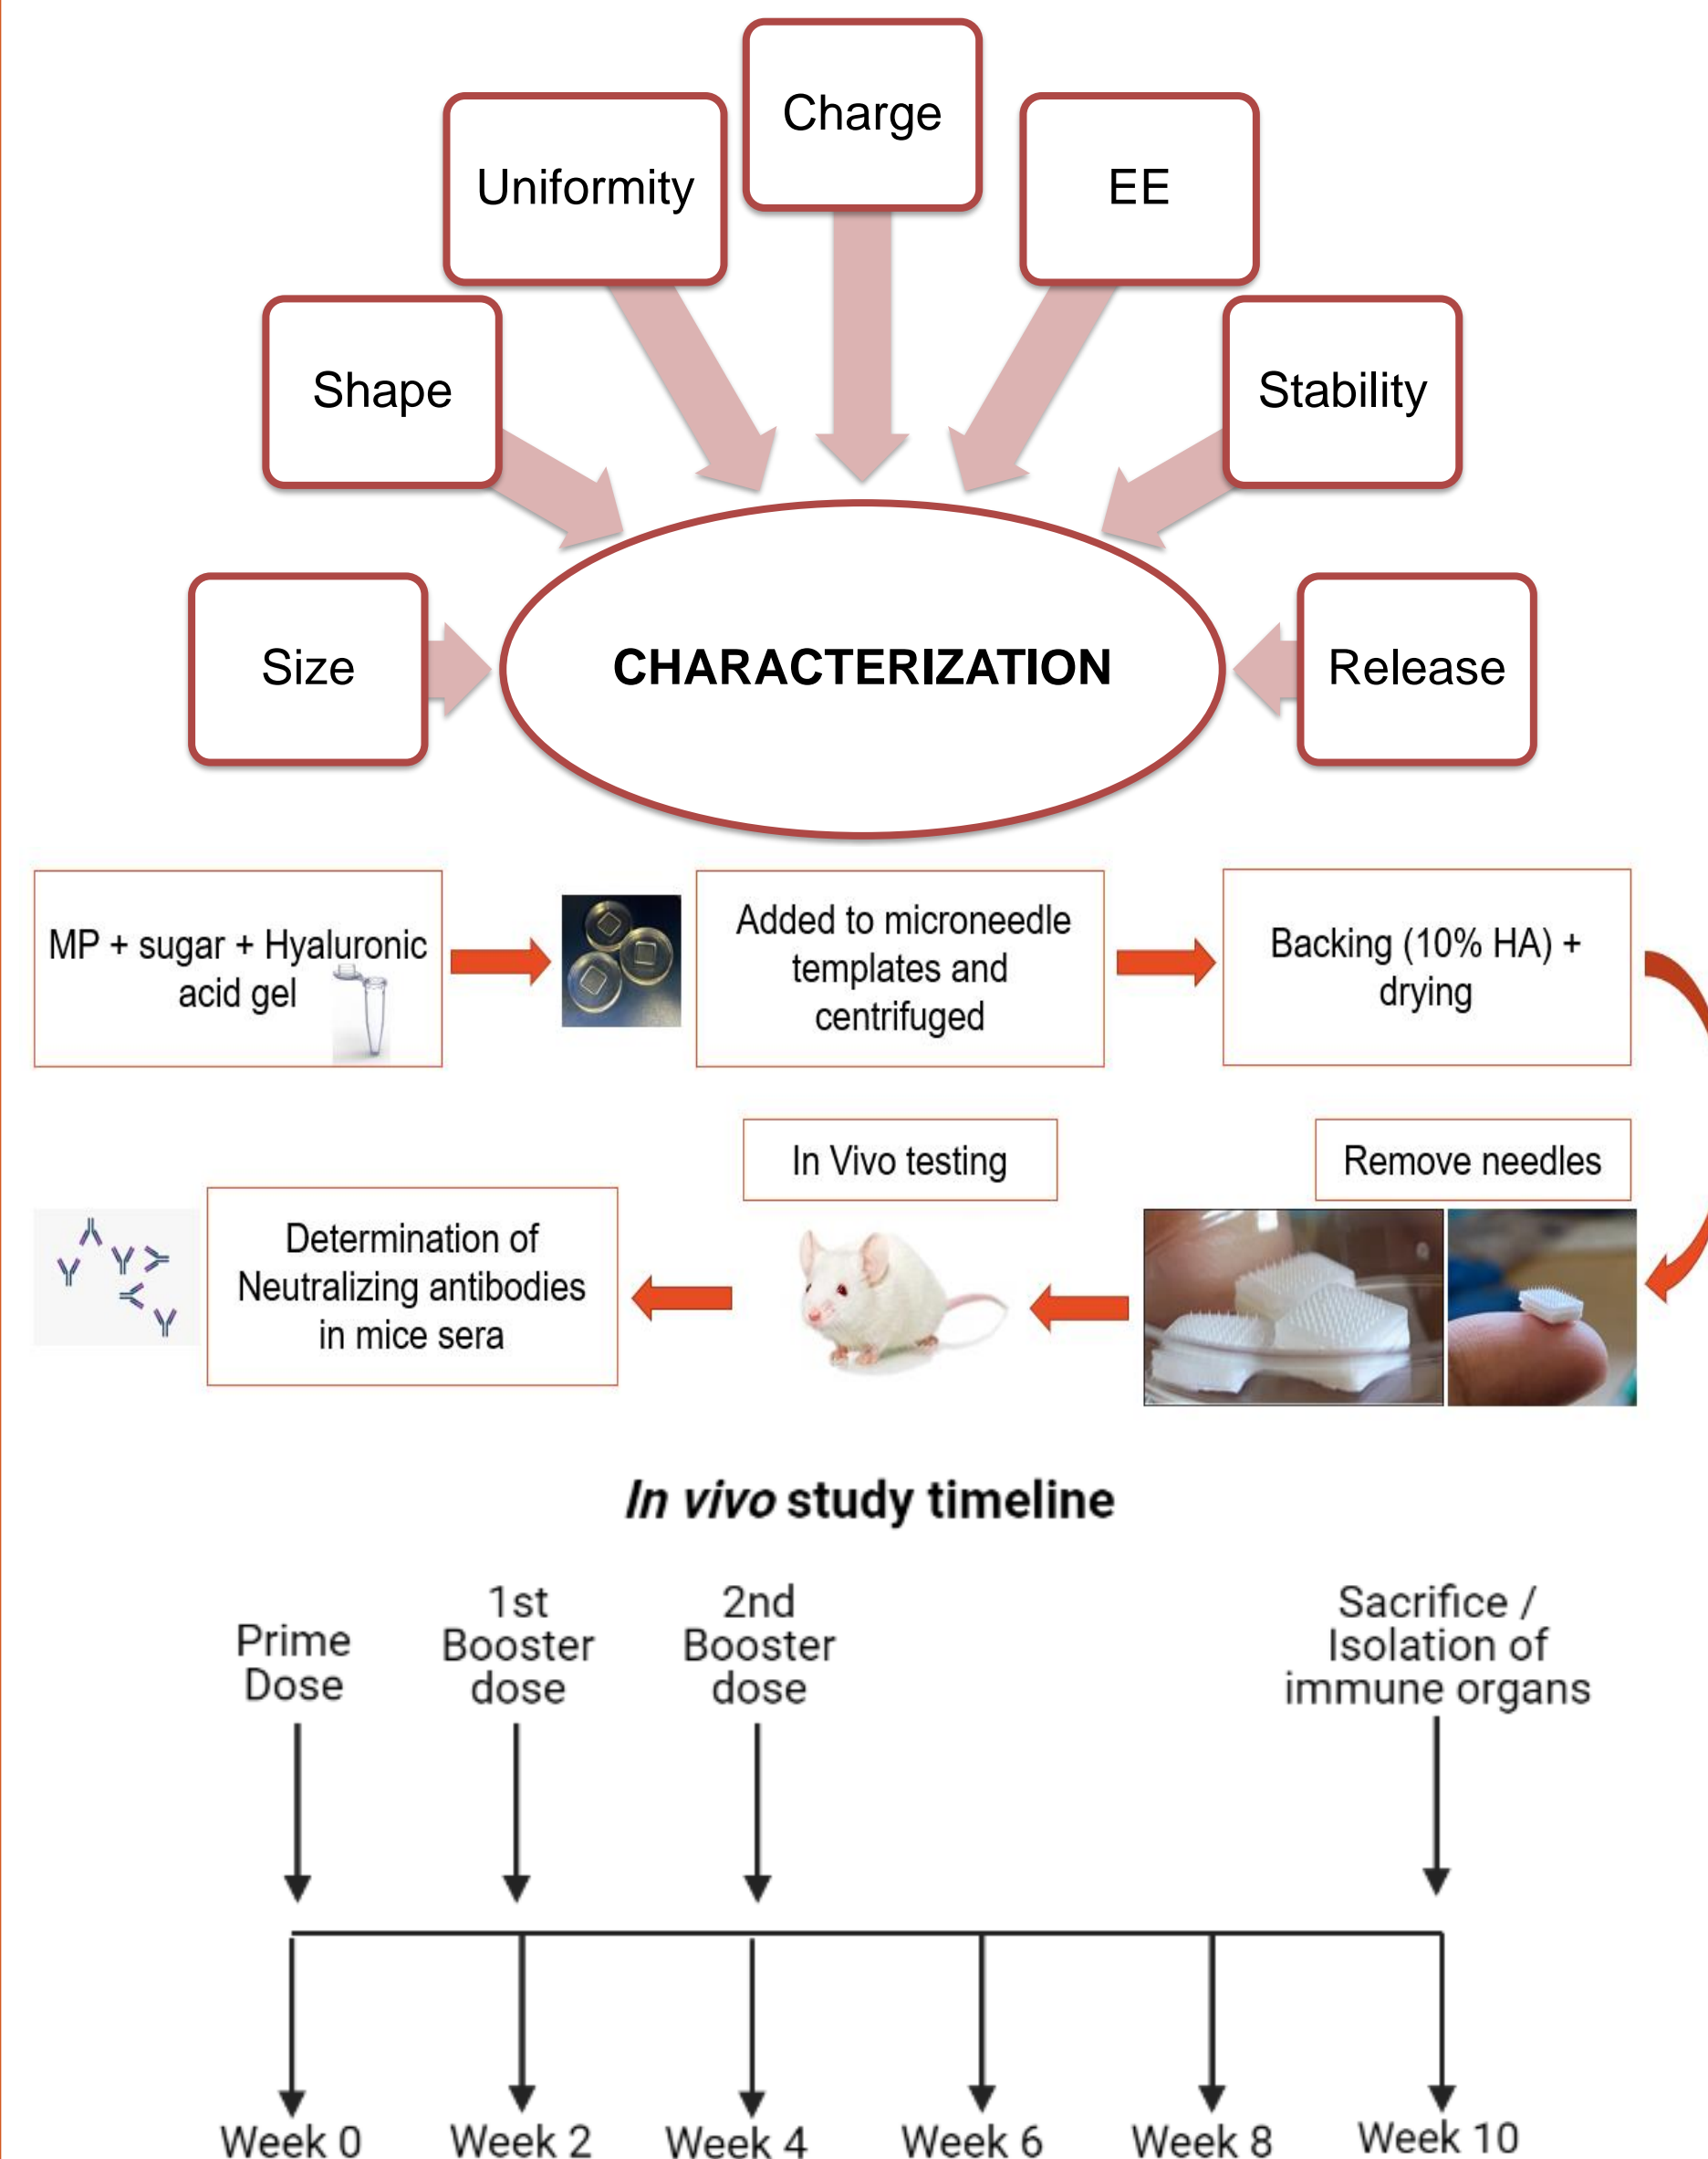 Charge
Uniformity
EE
Shape
Stability
Size
CHARACTERIZATION
Release
MP + sugar + Hyaluronic
acid gel
Added to microneedle
templates and
centrifuged
Backing (10% HA) +
drying
Remove needles
In Vivo testing
Determination of
Neutralizing antibodies
in mice sera
In vivo study timeline
Prime
Dose
1st
Booster
dose
2nd
Booster
dose
Sacrifice /
Isolation of
immune organs
Week 0
Week 2
Week 4
Week 6
Week 8
Week 10